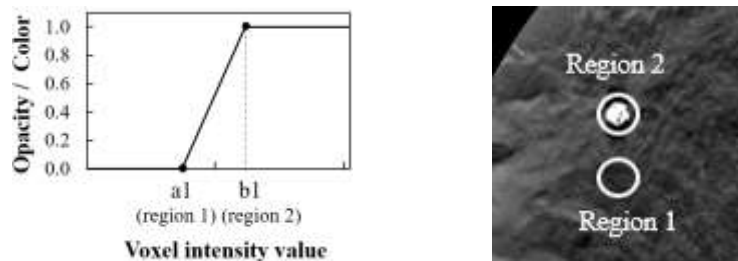 Opacity / Color
1.0
0.8
0.6
0.4
0.2
0.0
a1 b1
(region 1) (region 2)
Voxel intensity value
Region 2
Region 1